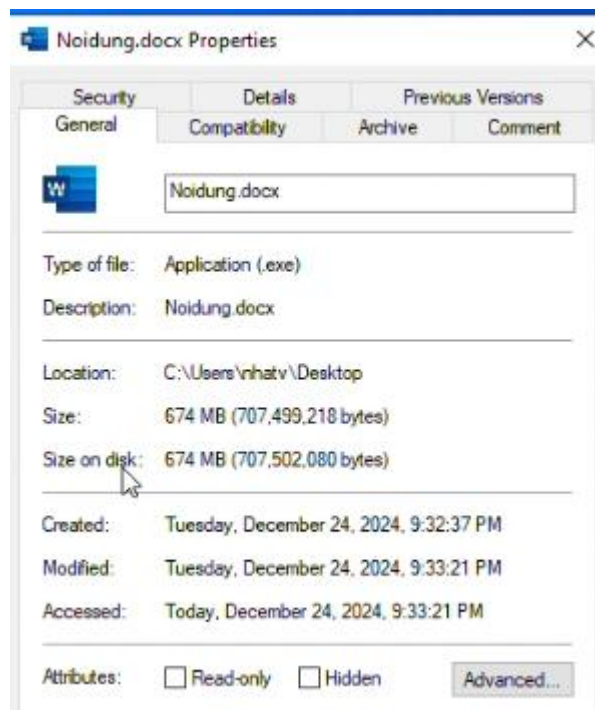 Noidung.docx Properties
Security Details Previous Versions
General Compatibility Archive Comment
W
Noidung.docx
Type of file: Application (.exe)
Description: Noidung.docx
Location: C:\Users\nhatv\Desktop
Size: 674 MB (707,499,218 bytes)
Size on disk: 674 MB (707,502,080 bytes)
Created: Tuesday, December 24, 2024, 9:32:37 PM
Modified: Tuesday, December 24, 2024, 9:33:21 PM
Accessed: Today, December 24, 2024, 9:33:21 PM
Attributes: Read-only Hidden Advanced...